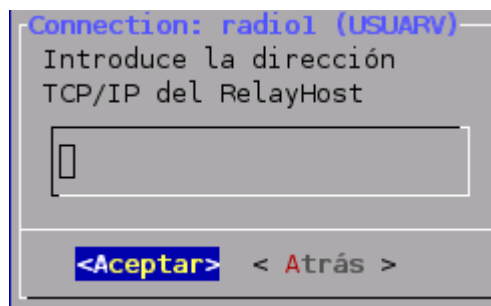 Connection: radio1 (USUARV)
Introduce la dirección
TCP/IP del RelayHost
<Aceptar> < Atrás >